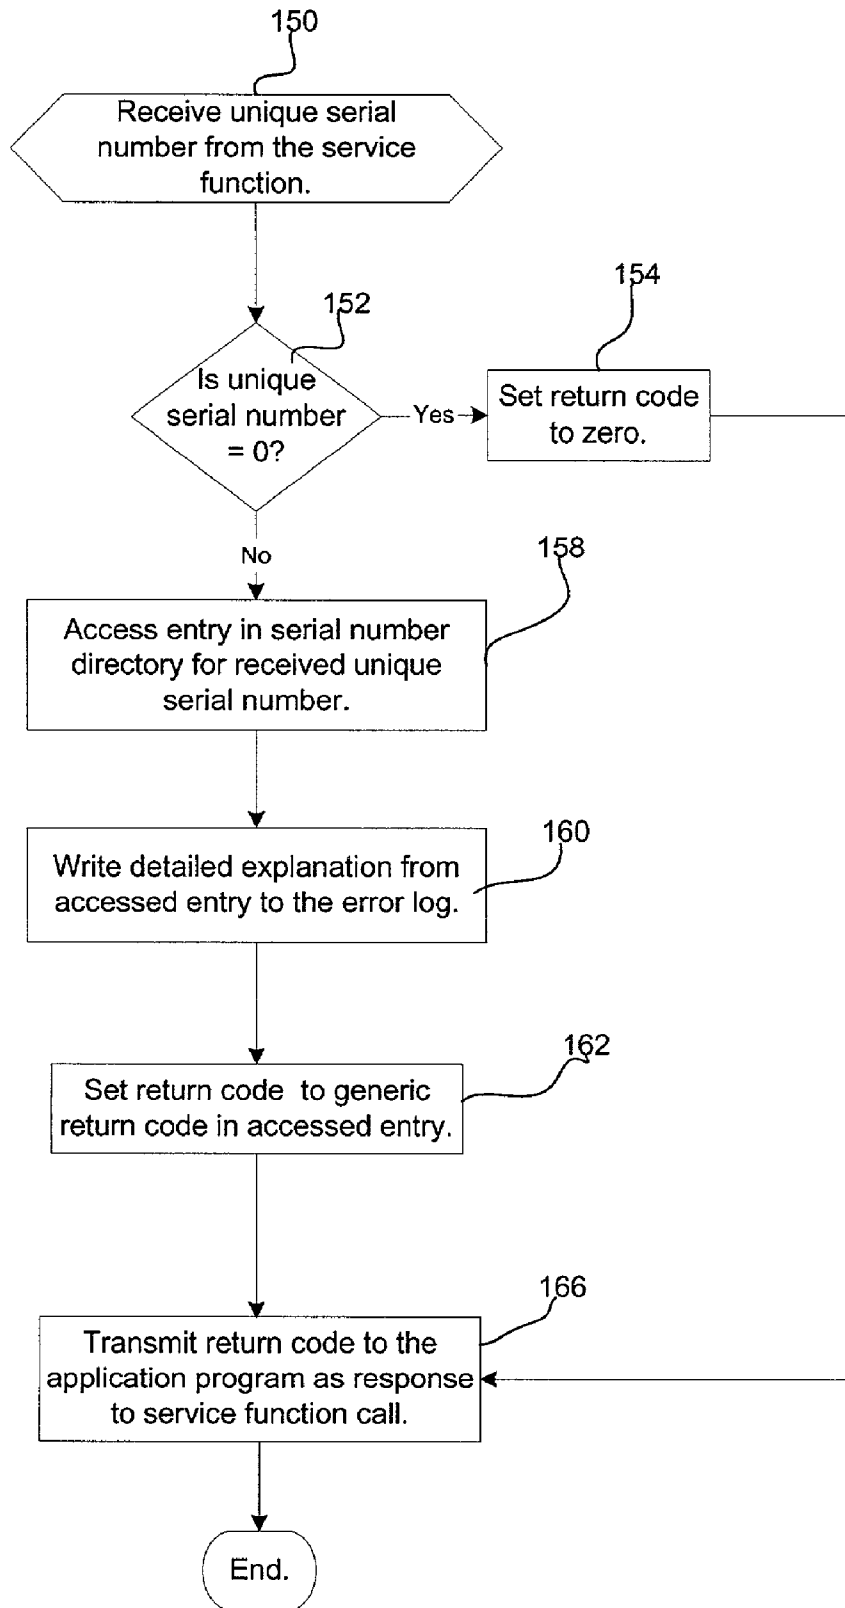 150
Receive unique serial
number from the service
function.
154
152
Is unique
serial number
= 0?
Yes
Set return code
to zero.
No
158
Access entry in serial number
directory for received unique
serial number.
160
Write detailed explanation from
accessed entry to the error log.
162
Set return code to generic
return code in accessed entry.
166
Transmit return code to the
application program as response
to service function call.
End.